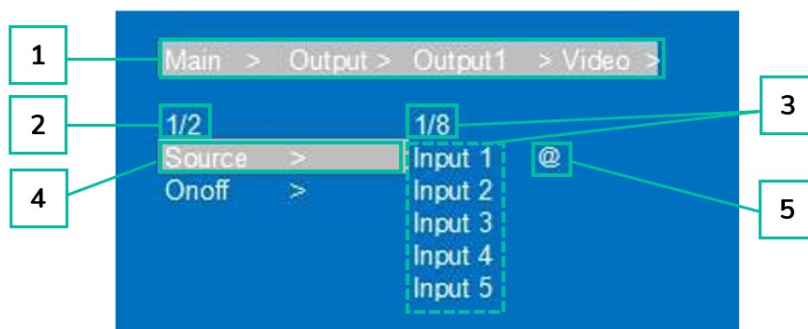 1
Main > Output > Output1 > Video >
2
1/2 1/8
3
Source > Input 1 @
4
Onoff > Input 2
5
Input 3
Input 4
Input 5